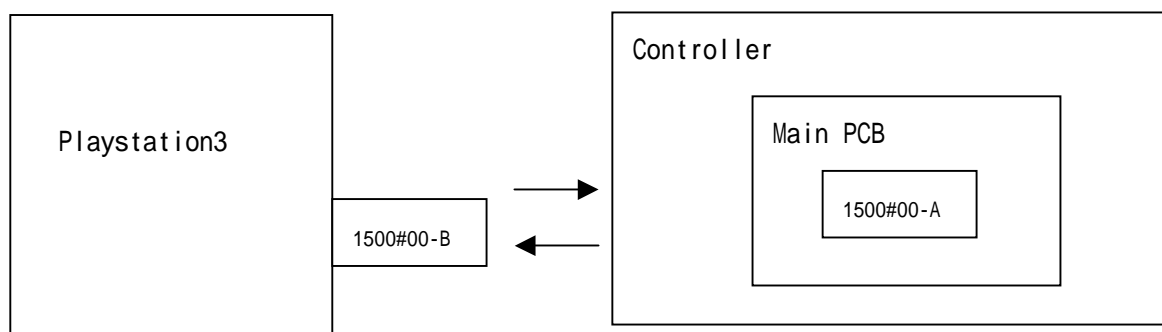 Controller
Playstation3
Main PCB
1500#00-A
1500#00-B